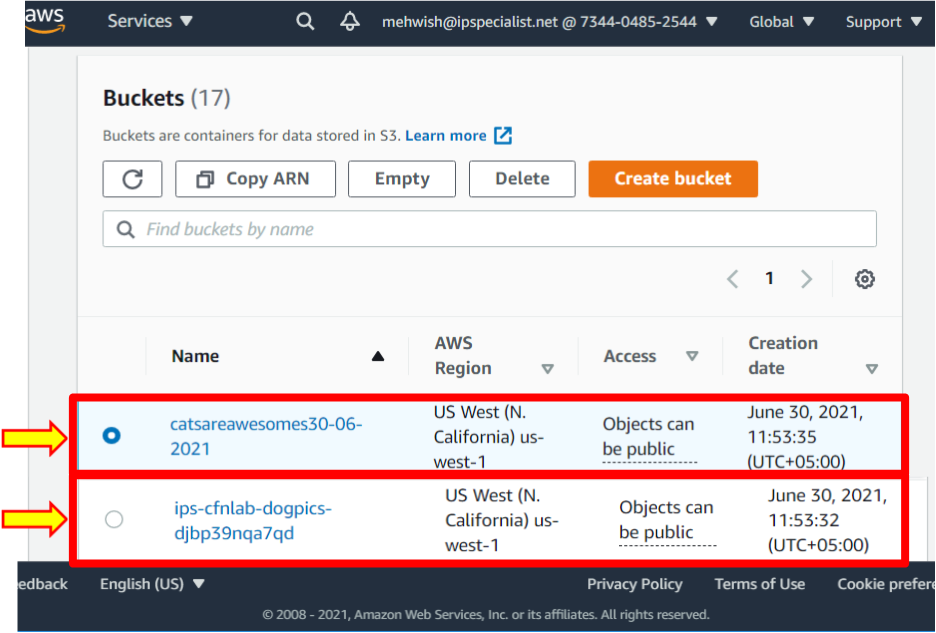 aws Services ▼ mehwish@ipspecialist.net @ 7344-0485-2544 ▼ Global ▼ Support ▼
Buckets (17)
Buckets are containers for data stored in S3. Learn more
Copy ARN Empty Delete Create bucket
Find buckets by name
1
Name ▲ AWS Region ▽ Access ▽ Creation date ▽
catsareawesomes30-06-
2021
US West (N.
California) us-
west-1
Objects can
be public
June 30, 2021,
11:53:35
(UTC+05:00)
ips-cfnlab-dogpics-
djbp39nqa7qd
US West (N.
California) us-
west-1
Objects can
be public
June 30, 2021,
11:53:32
(UTC+05:00)
edback English (US) ▼ Privacy Policy Terms of Use Cookie prefere
© 2008 - 2021, Amazon Web Services, Inc. or its affiliates. All rights reserved.